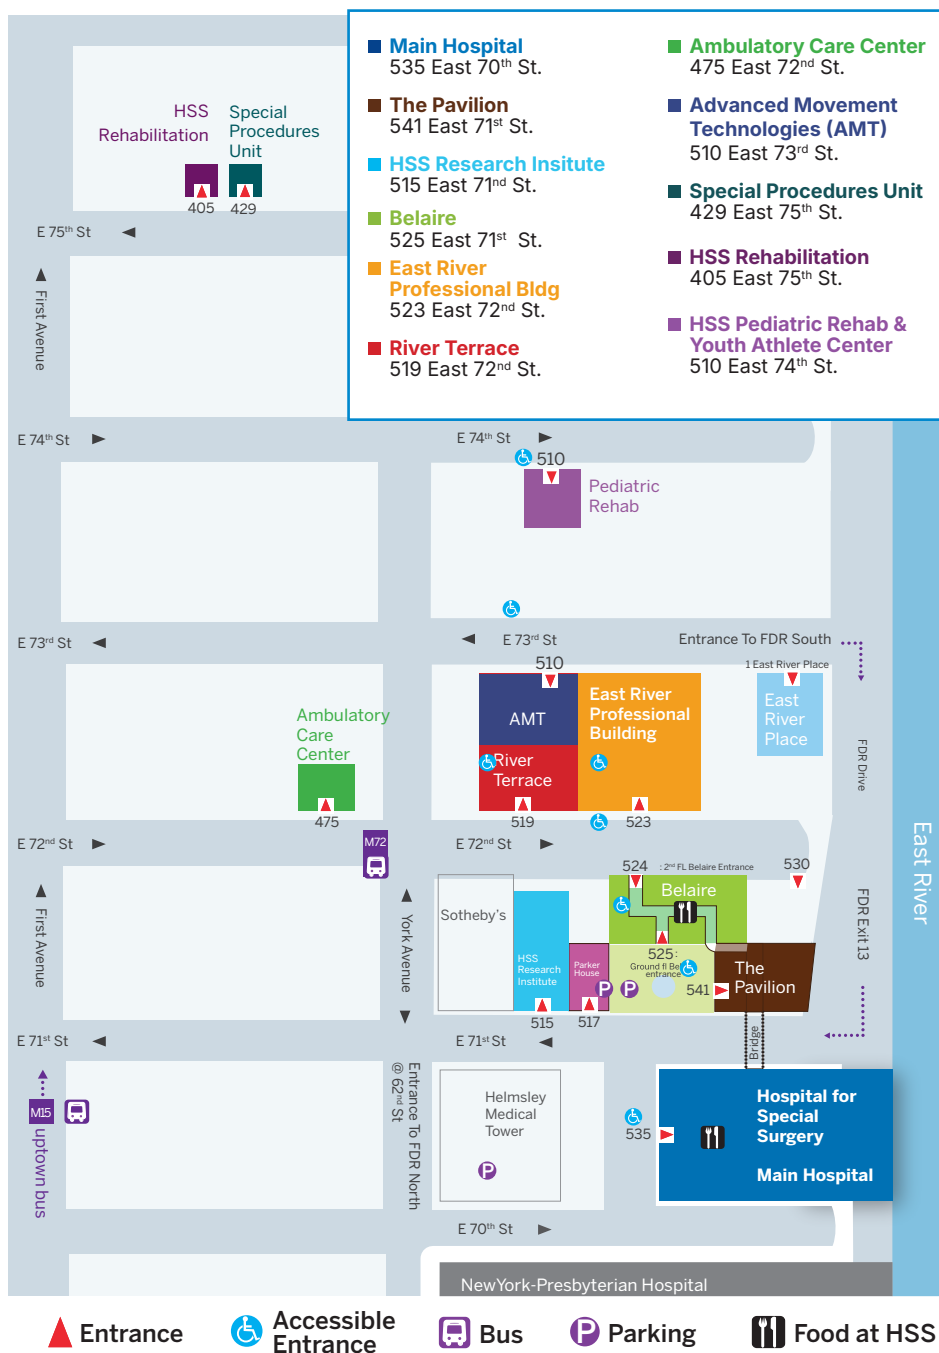 Main Hospital
535 East 70th St.
The Pavilion
541 East 71st St.
HSS Research Insitute
515 East 71nd St.
Belaire
525 East 71st St.
East River
Professional Bldg
523 East 72nd St.
River Terrace
519 East 72nd St.
Ambulatory Care Center
475 East 72nd St.
Advanced Movement
Technologies (AMT)
510 East 73rd St.
Special Procedures Unit
429 East 75th St.
HSS Rehabilitation
405 East 75th St.
HSS Pediatric Rehab &
Youth Athlete Center
510 East 74th St.
HSS
Rehabilitation
Special
Procedures
Unit
405
429
E 75th St
First Avenue
E 74th St
E 74th St
510
Pediatric
Rehab
E 73rd St
E 73rd St
Entrance To FDR South
510
1 East River Place
AMT
East River
Professional
Building
East
River
Place
Ambulatory
Care
Center
River
Terrace
FDR Drive
475
519
523
E 72nd St
M72
E 72nd St
East River
524
: 2nd FL Belaire Entrance
530
Belaire
First Avenue
York Avenue
Sotheby's
FDR Exit 13
HSS
Research
Institute
Parker
House
525 :
Ground fl Bel
entrance
The
Pavilion
P
P
541
515
517
E 71st St
E 71st St
Bridge
M15
uptown bus
Entrance To FDR North
@ 62nd St
Helmsley
Medical
Tower
P
535
Hospital for
Special
Surgery
Main Hospital
E 70th St
NewYork-Presbyterian Hospital
Entrance
Accessible
Entrance
Bus
P
Parking
Food at HSS